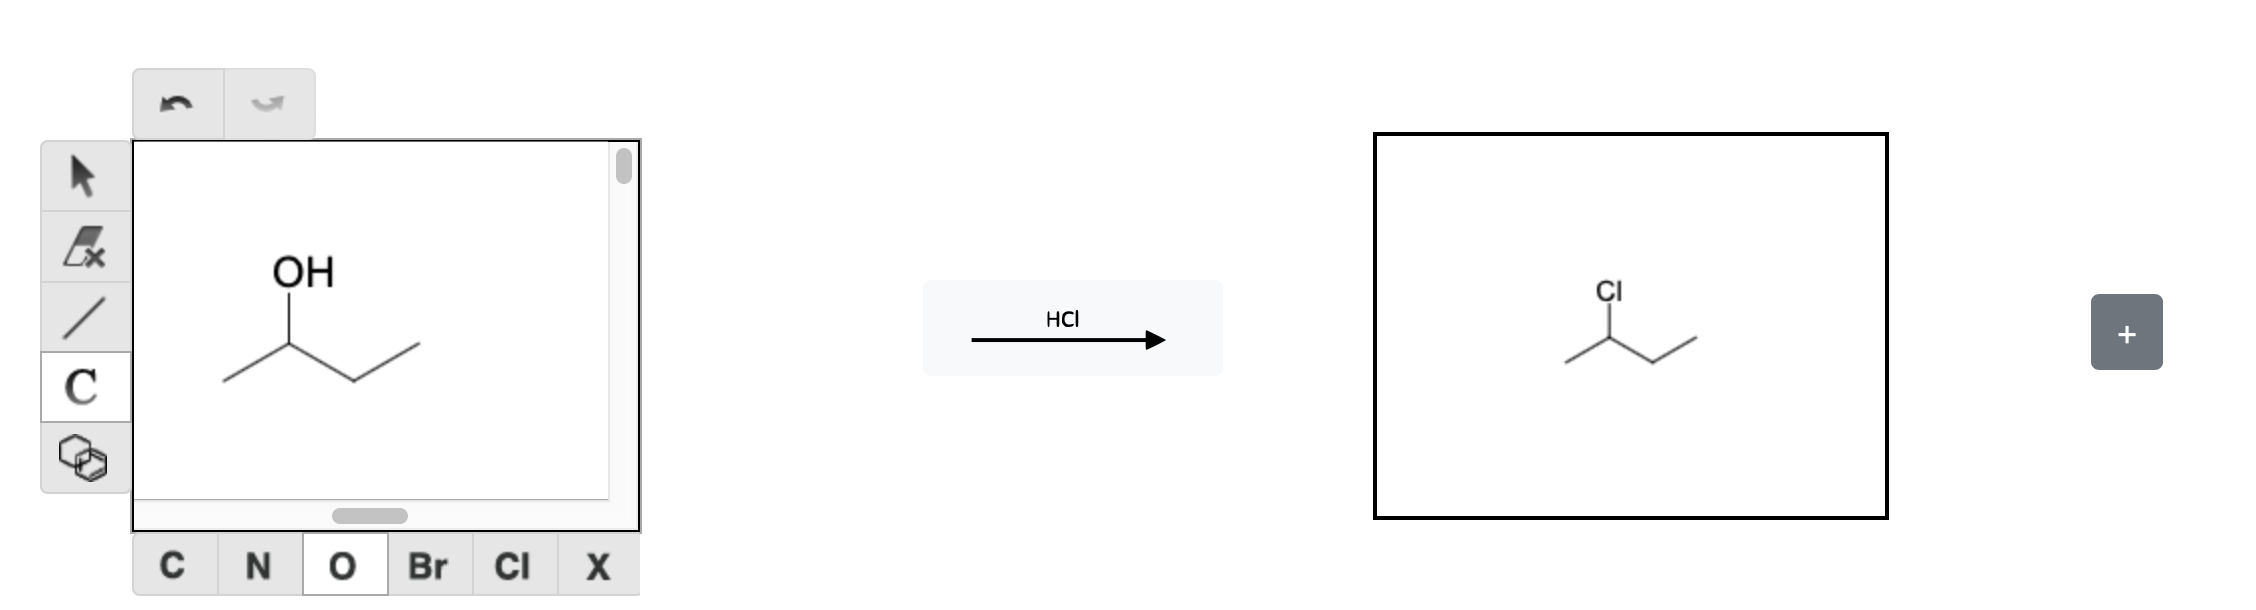 C
OH
HCl
Cl
+
C N O Br Cl X